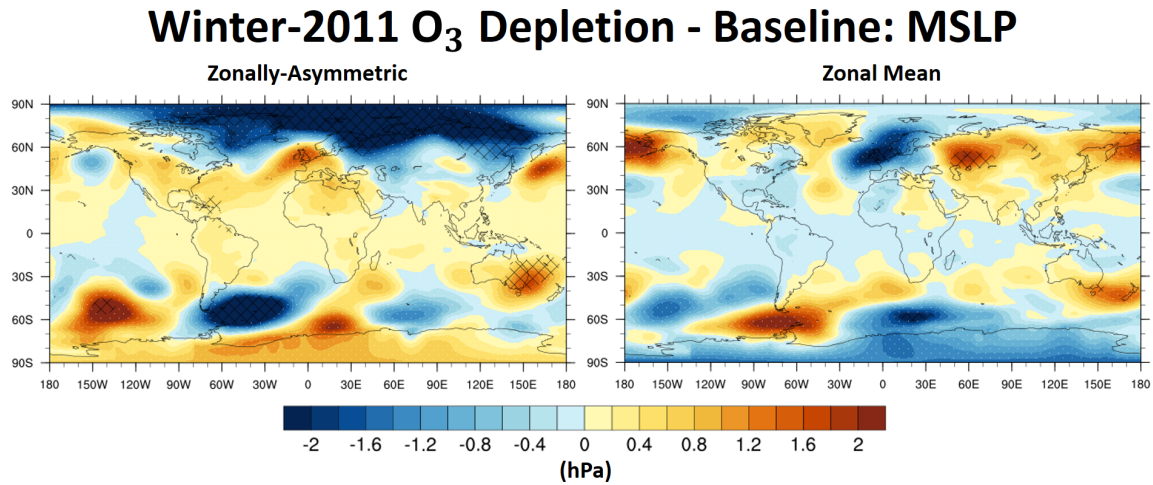 Winter-2011 O₃ Depletion - Baseline: MSLP
Zonally-Asymmetric
Zonal Mean
90N
60N
30N
0
30S
60S
90S
180 150W 120W 90W 60W 30W 0 30E 60E 90E 120E 150E 180
90N
60N
30N
0
30S
60S
90S
180 150W 120W 90W 60W 30W 0 30E 60E 90E 120E 150E 180
-2 -1.6 -1.2 -0.8 -0.4 0 0.4 0.8 1.2 1.6 2
(hPa)